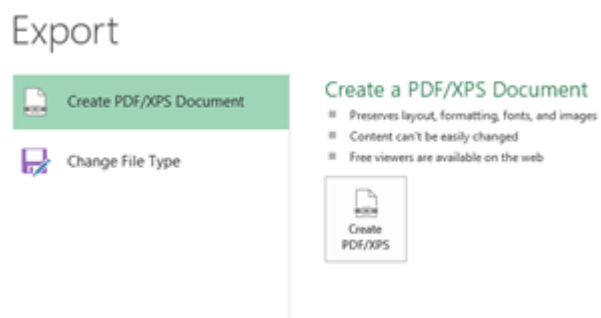 Export
Create PDF/XPS Document
Change File Type
Create a PDF/XPS Document
Preserves layout, formatting, fonts, and images
Content can't be easily changed
Free viewers are available on the web
Create
PDF/XPS